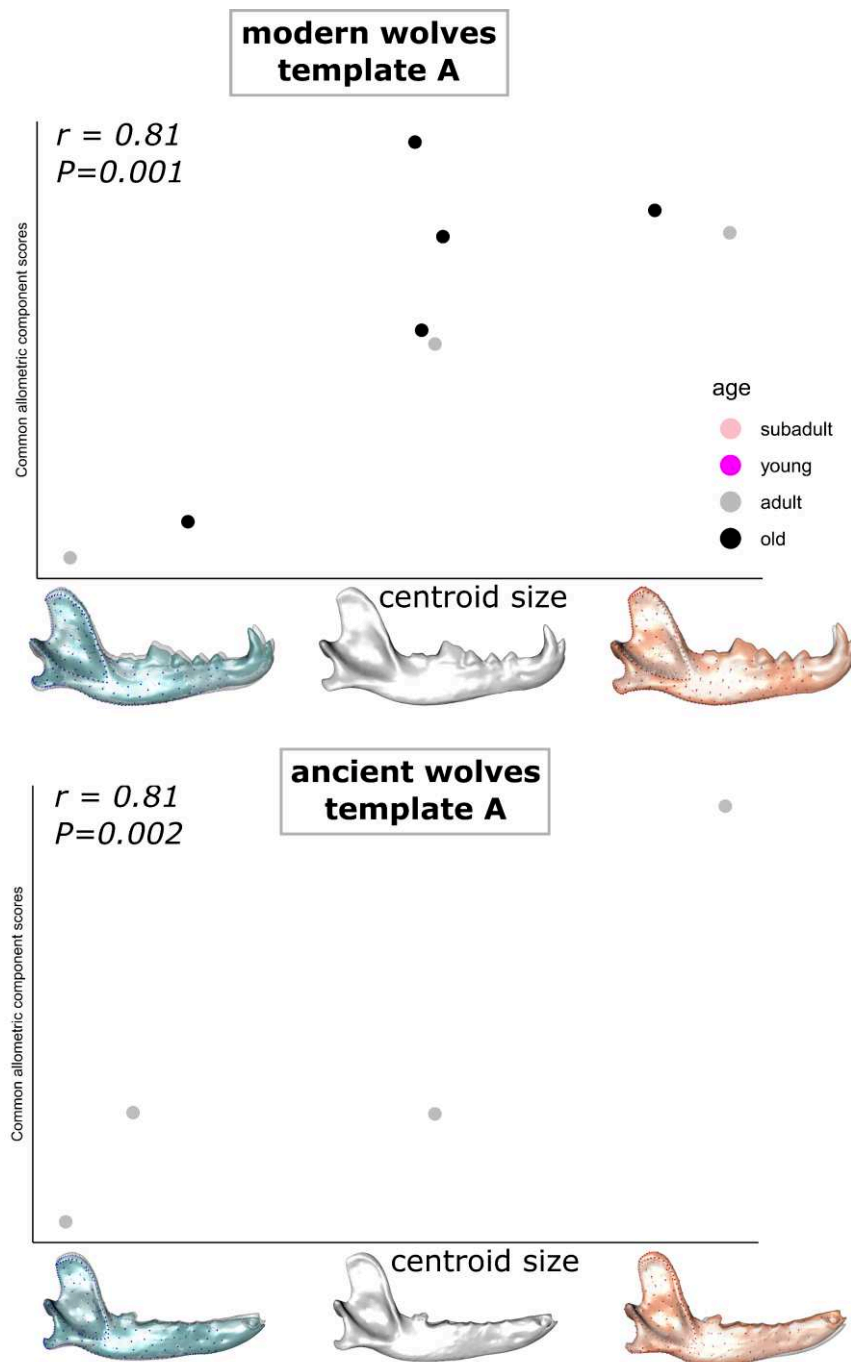 modern wolves
template A
r = 0.81
P=0.001
Common allometric component scores
age
subadult
young
adult
old
centroid size
ancient wolves
template A
r = 0.81
P=0.002
Common allometric component scores
centroid size